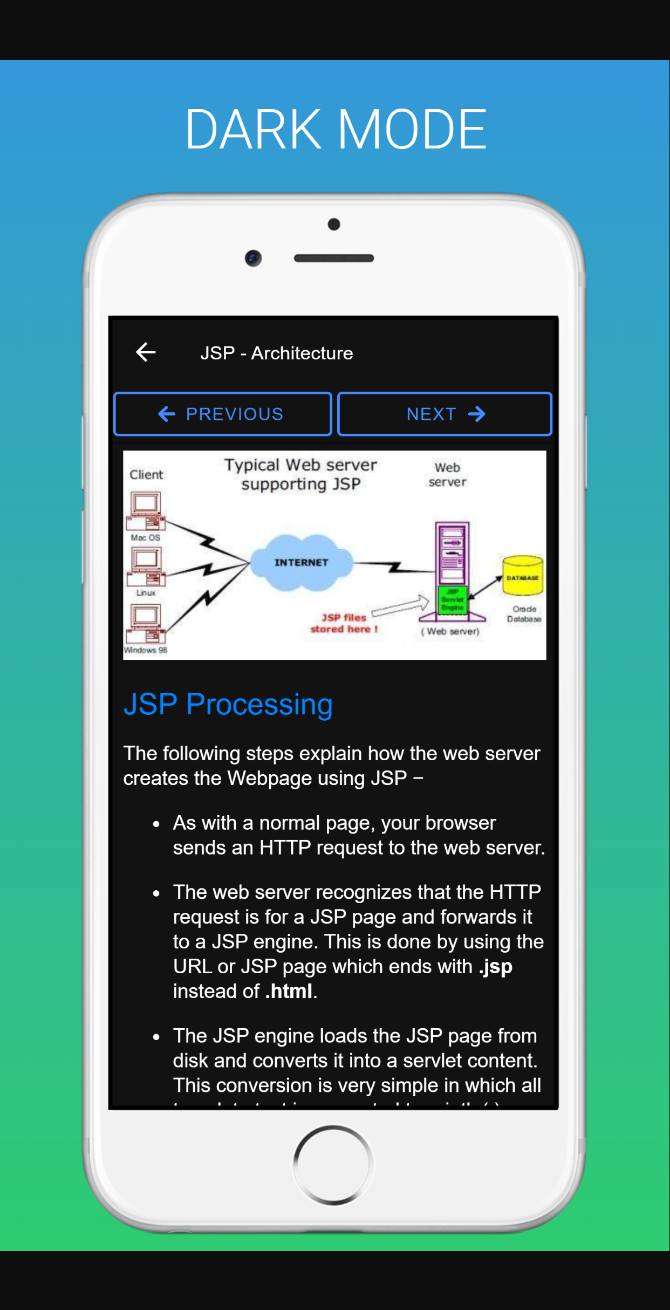 DARK MODE
JSP - Architecture
PREVIOUS
NEXT
Client
Typical Web server
supporting JSP
Web
server
Mac OS
INTERNET
Linux
DATABASE
JSP
Servlet
Engine
JSP files
stored here !
Oracle
Database
( Web server)
Windows 98
JSP Processing
The following steps explain how the web server
creates the Webpage using JSP −
• As with a normal page, your browser
sends an HTTP request to the web server.
• The web server recognizes that the HTTP
request is for a JSP page and forwards it
to a JSP engine. This is done by using the
URL or JSP page which ends with .jsp
instead of .html.
• The JSP engine loads the JSP page from
disk and converts it into a servlet content.
This conversion is very simple in which all